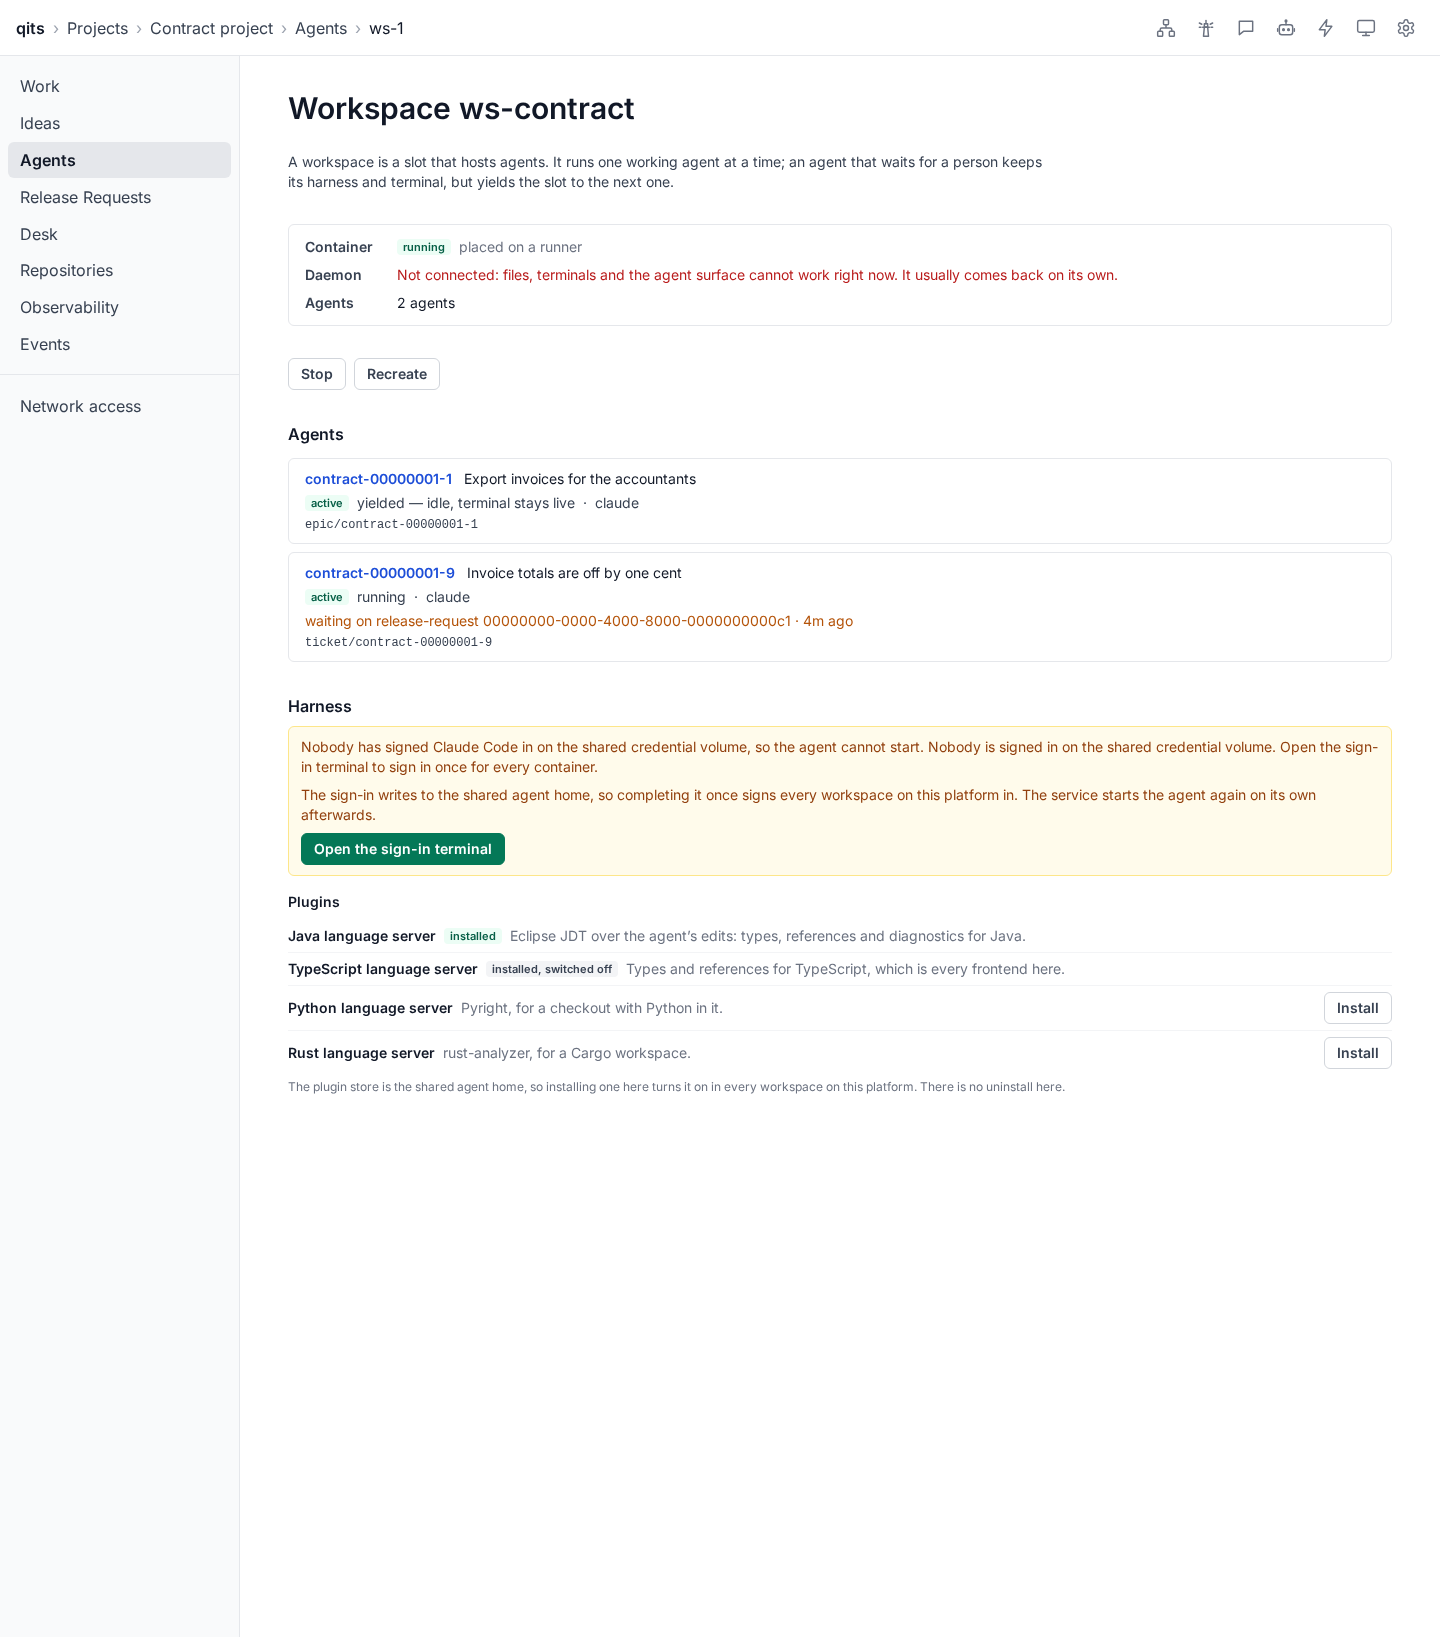 qits › Projects › Contract project › Agents › ws-1
Work
Ideas
Agents
Release Requests
Desk
Repositories
Observability
Events
Network access
Workspace ws-contract
A workspace is a slot that hosts agents. It runs one working agent at a time; an agent that waits for a person keeps
its harness and terminal, but yields the slot to the next one.
Container running placed on a runner
Daemon Not connected: files, terminals and the agent surface cannot work right now. It usually comes back on its own.
Agents 2 agents
Stop Recreate
Agents
contract-00000001-1 Export invoices for the accountants
active yielded — idle, terminal stays live · claude
epic/contract-00000001-1
contract-00000001-9 Invoice totals are off by one cent
active running · claude
waiting on release-request 00000000-0000-4000-8000-0000000000c1 · 4m ago
ticket/contract-00000001-9
Harness
Nobody has signed Claude Code in on the shared credential volume, so the agent cannot start. Nobody is signed in on the shared credential volume. Open the sign-
in terminal to sign in once for every container.
The sign-in writes to the shared agent home, so completing it once signs every workspace on this platform in. The service starts the agent again on its own
afterwards.
Open the sign-in terminal
Plugins
Java language server installed Eclipse JDT over the agent’s edits: types, references and diagnostics for Java.
TypeScript language server installed, switched off Types and references for TypeScript, which is every frontend here.
Python language server Pyright, for a checkout with Python in it. Install
Rust language server rust-analyzer, for a Cargo workspace. Install
The plugin store is the shared agent home, so installing one here turns it on in every workspace on this platform. There is no uninstall here.